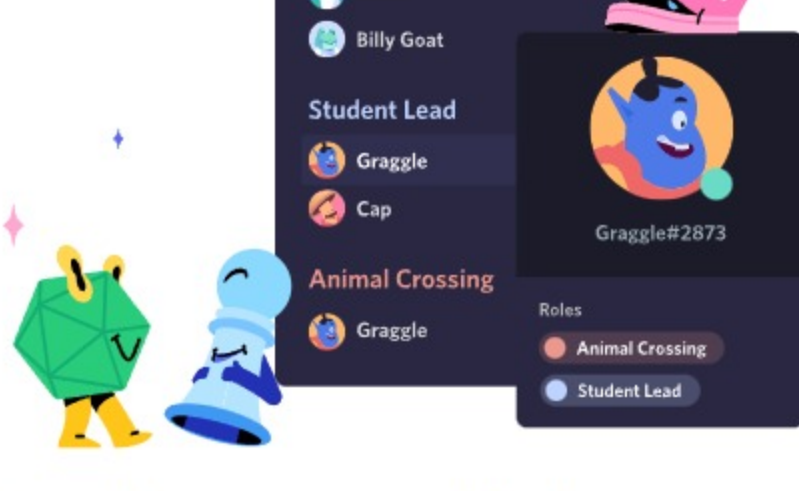 Billy Goat
Student Lead
Graggle
Cap
Animal Crossing
Graggle
Graggle#2873
Roles
Animal Crossing
Student Lead